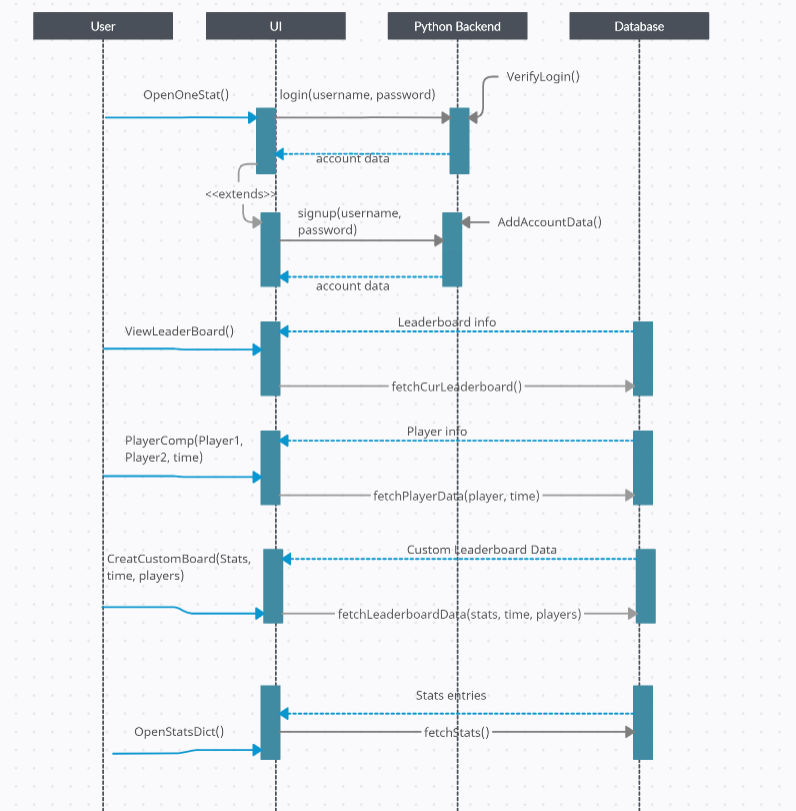 User
UI
Python Backend
Database
VerifyLogin()
OpenOneStat()
login(username, password)
account data
<<extends>>
signup(username,
password)
AddAccountData()
account data
Leaderboard info
ViewLeaderBoard()
fetchCurLeaderboard()
Player info
PlayerComp(Player1,
Player2, time)
fetchPlayerData(player, time)
Custom Leaderboard Data
CreatCustomBoard(Stats,
time, players)
fetchLeaderboardData(stats, time, players)
Stats entries
OpenStatsDict()
fetchStats()